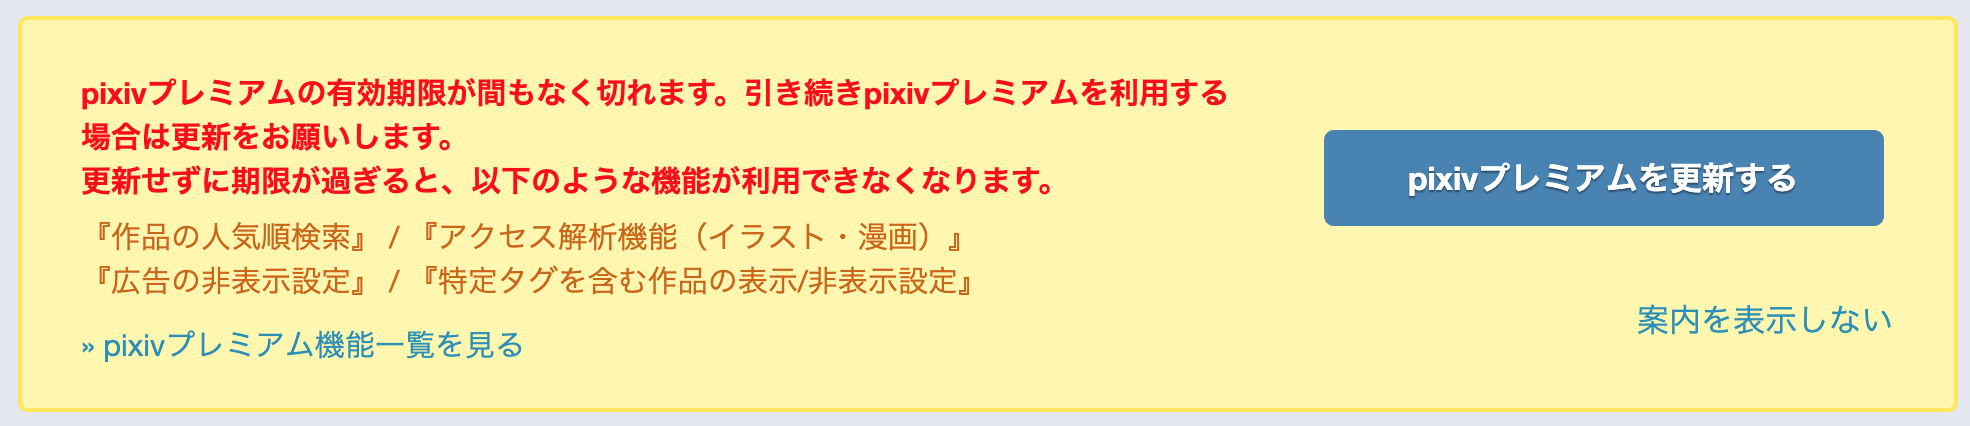 pixivプレミアムの有効期限が間もなく切れます。引き続きpixivプレミアムを利用する
場合は更新をお願いします。
更新せずに期限が過ぎると、以下のような機能が利用できなくなります。
『作品の人気順検索』 / 『アクセス解析機能（イラスト・漫画）』
『広告の非表示設定』 / 『特定タグを含む作品の表示/非表示設定』
» pixivプレミアム機能一覧を見る
pixivプレミアムを更新する
案内を表示しない